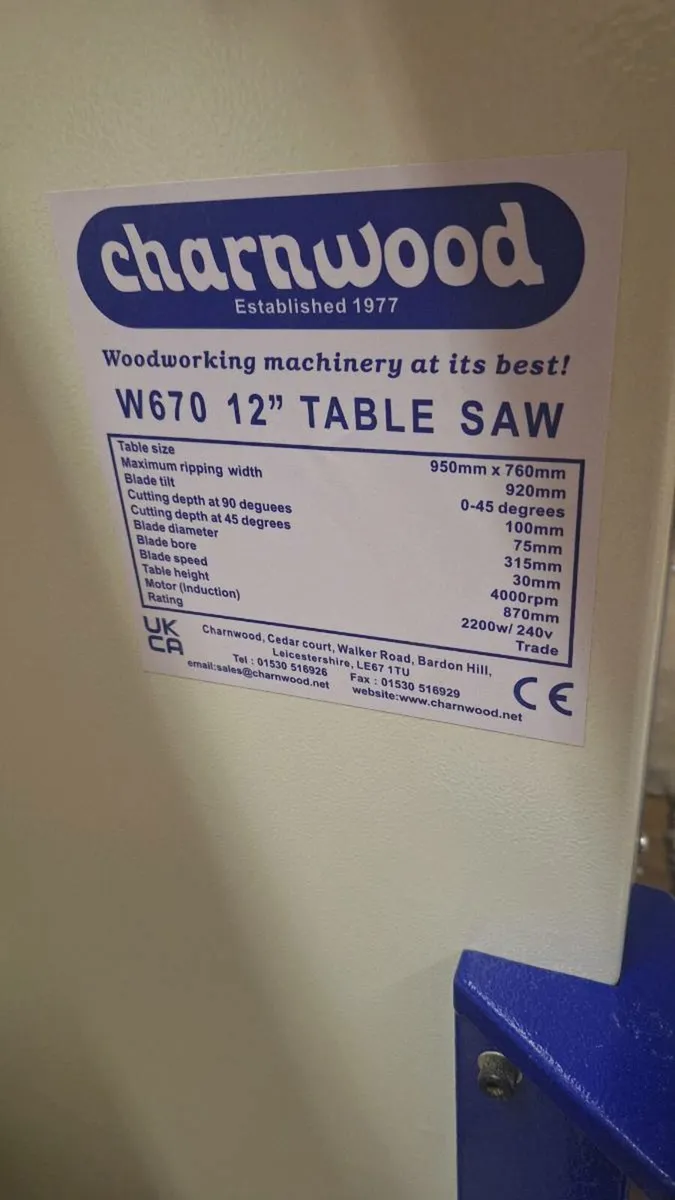 charnwood
Established 1977
Woodworking machinery at its best!
W670 12” TABLE SAW
Table size 950mm x 760mm
Maximum ripping width 920mm
Blade tilt 0-45 degrees
Cutting depth at 90 deguees 100mm
Cutting depth at 45 degrees 75mm
Blade diameter 315mm
Blade bore 30mm
Blade speed 4000rpm
Table height 870mm
Motor (Induction) 2200w/ 240v
Rating Trade
UK
CA
Charnwood, Cedar court, Walker Road, Bardon Hill,
Leicestershire, LE67 1TU
Tel : 01530 516926 Fax : 01530 516929
email:sales@charnwood.net website:www.charnwood.net
CE